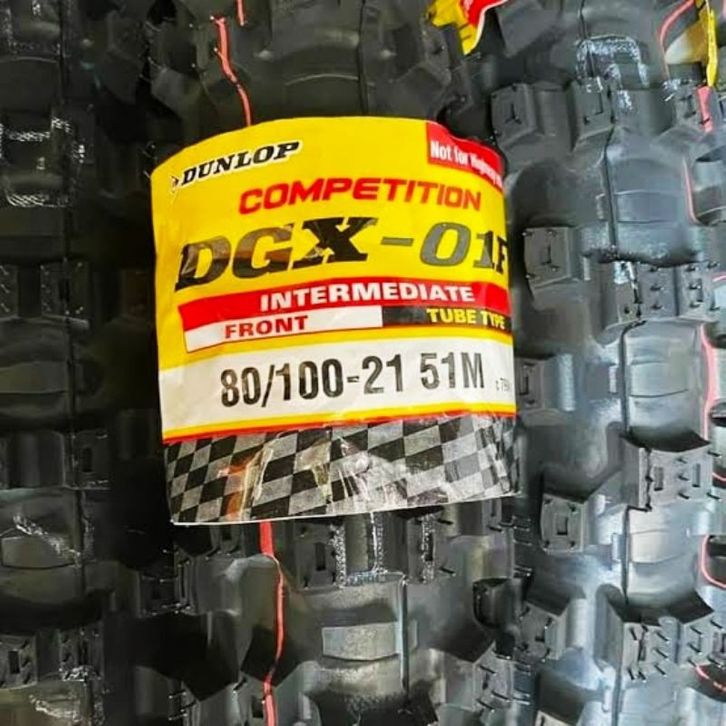 DUNLOP
Not for Highway
COMPETITION
DGX-01F
INTERMEDIATE
FRONT
TUBE TYPE
80/100-21 51M